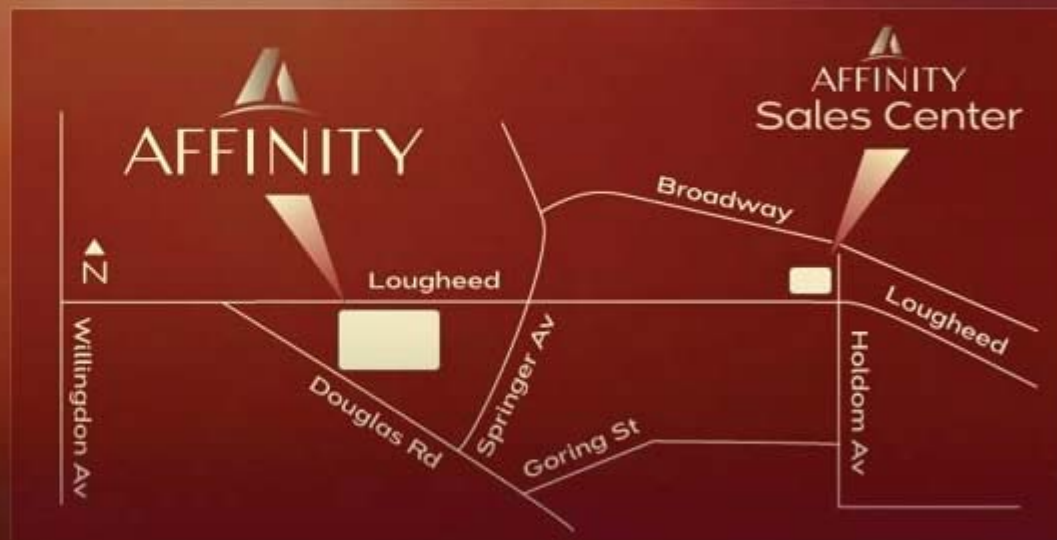 AFFINITY
AFFINITY
Sales Center
Broadway
N
Lougheed
Lougheed
Willingdon Av
Douglas Rd
Springer Av
Goring St
Holdom Av